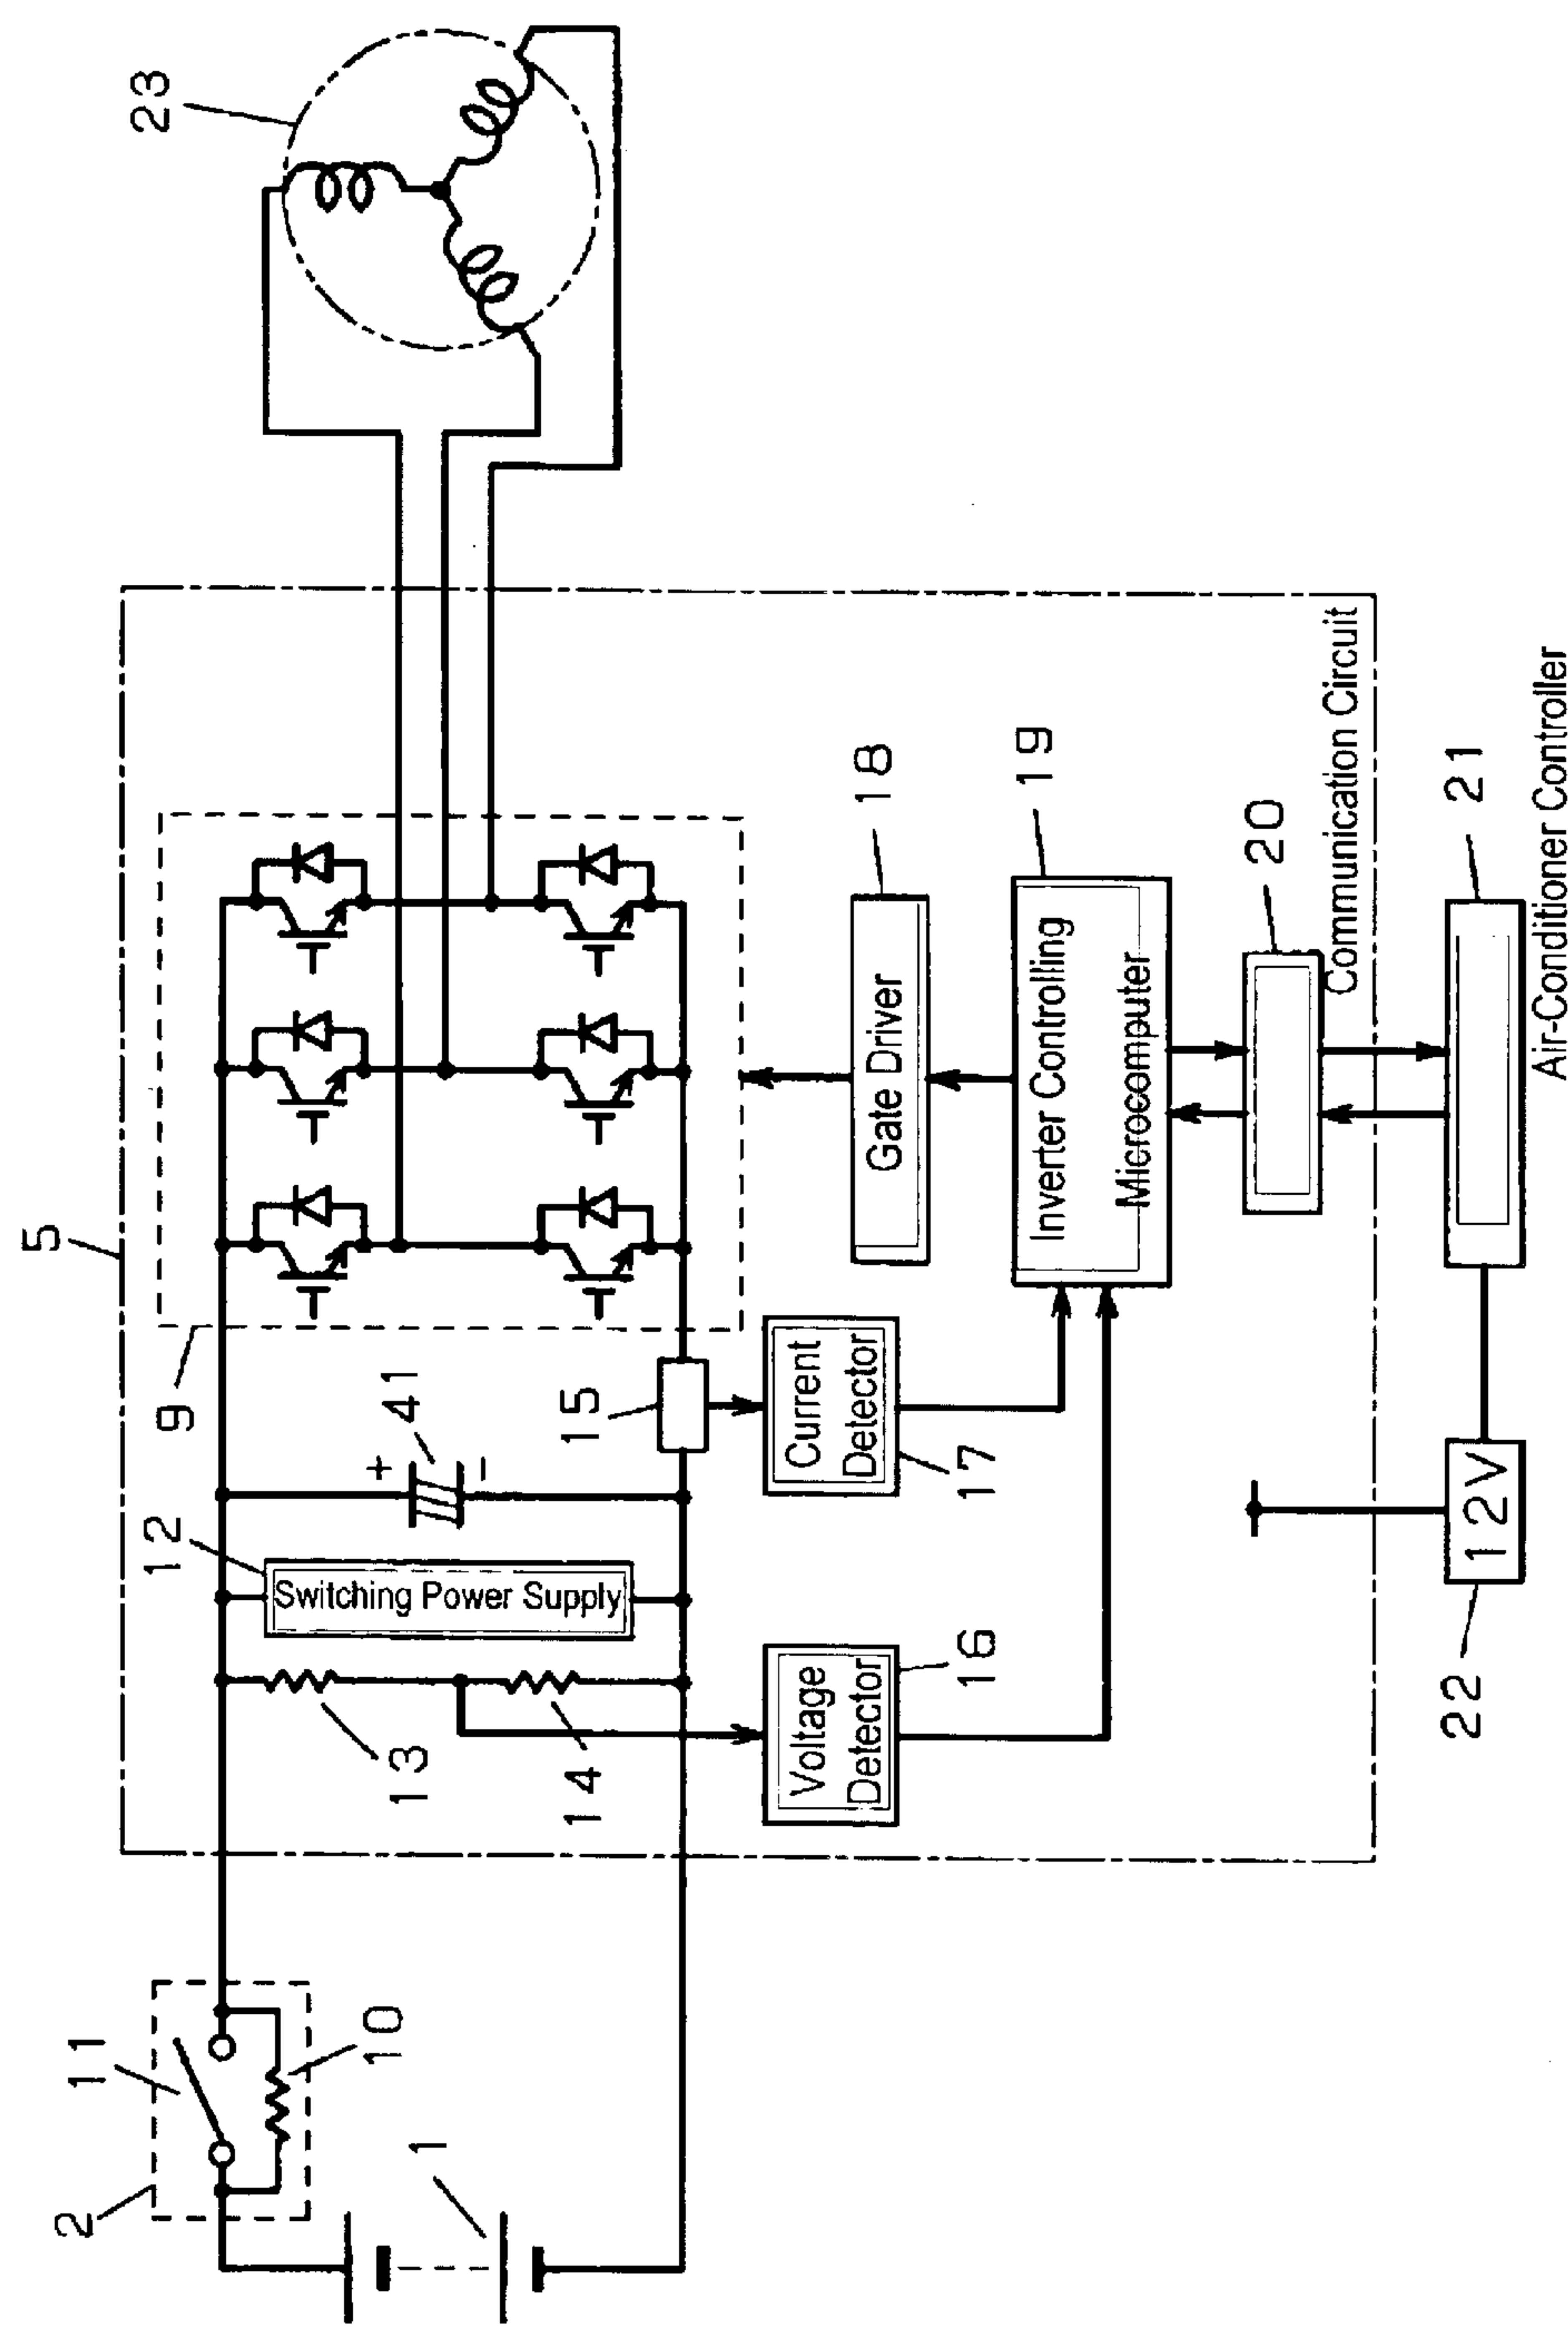 2
11
10
1
5
13
14
12
Switching Power Supply
41
+
-
9
15
Voltage
Detector
16
Current
Detector
17
Gate Driver
18
Inverter Controlling
Microcomputer
19
20
Communication Circuit
21
Air-Conditioner Controller
12V
22
23